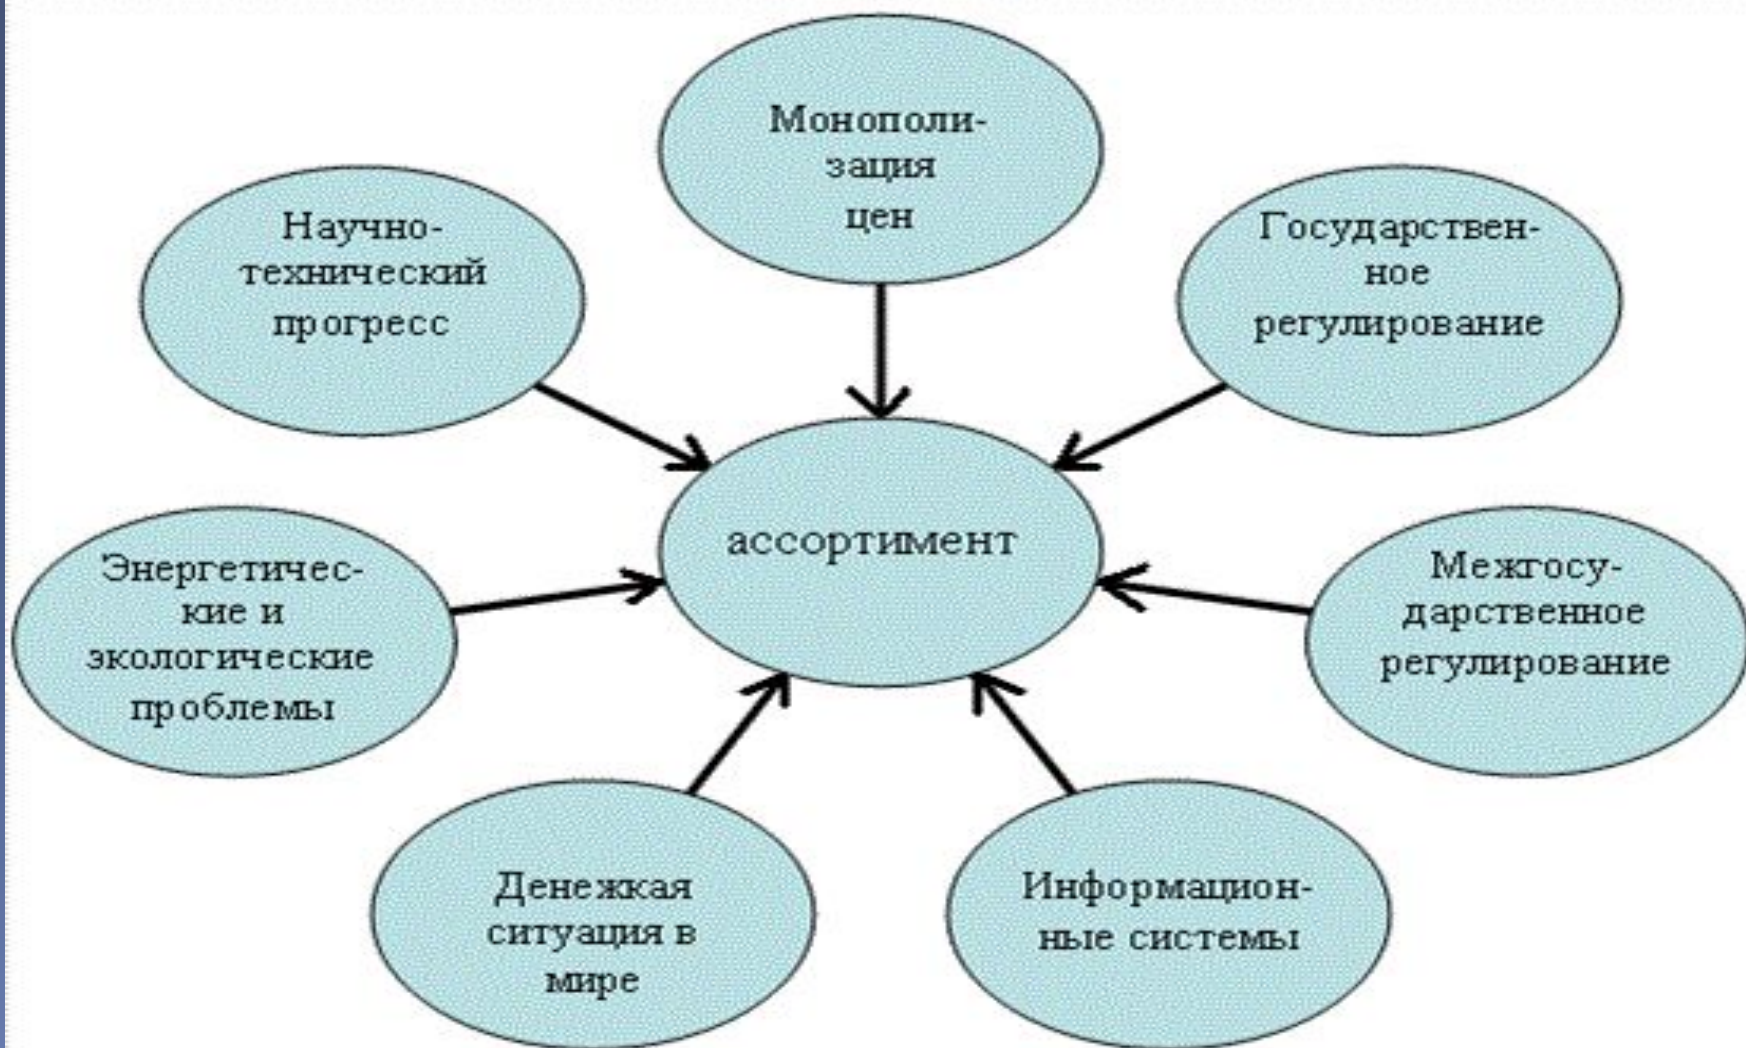 Монополи-
зация
цен
Научно-
технический
прогресс
Государствен-
ное
регулирование
ассортимент
Энергетичес-
кие и
экологические
проблемы
Межгосу-
дарственное
регулирование
Денежкая
ситуация в
мире
Информацион-
ные системы